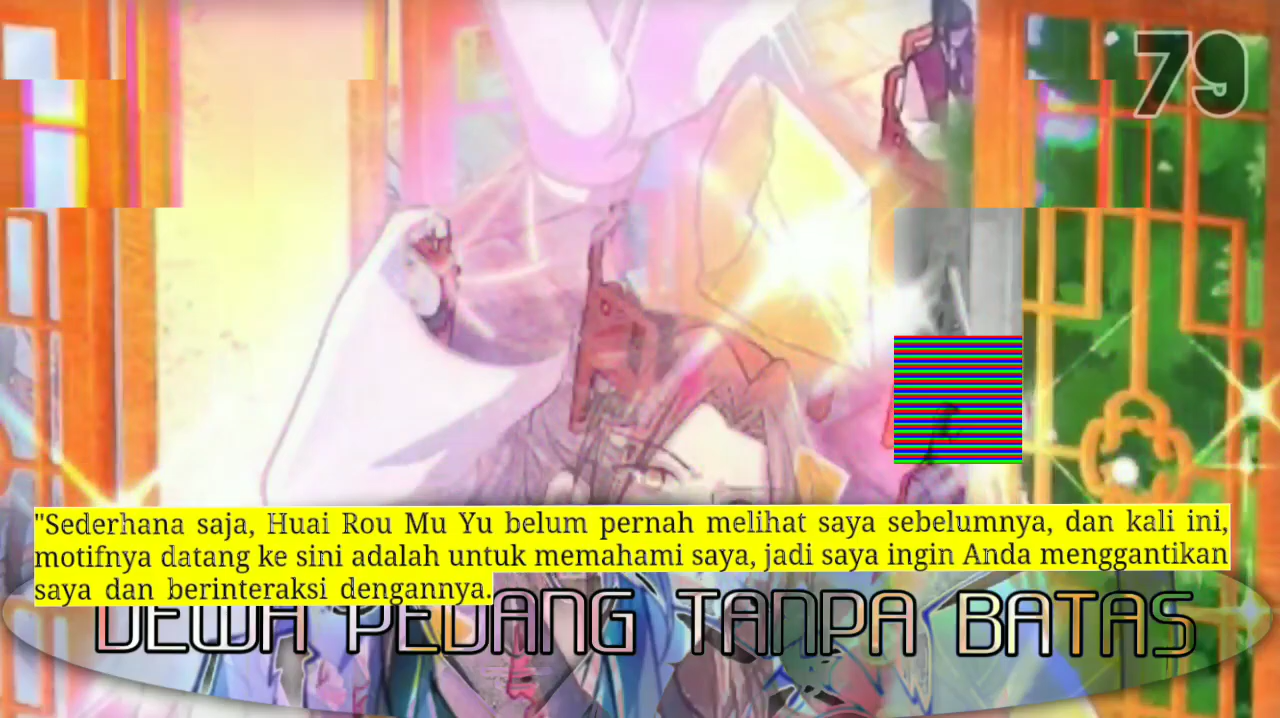 79
"Sederhana saja, Huai Rou Mu Yu belum pernah melihat saya sebelumnya, dan kali ini,
motifnya datang ke sini adalah untuk memahami saya, jadi saya ingin Anda menggantikan
saya dan berinteraksi dengannya.
DEWA PEDANG TANPA BATAS